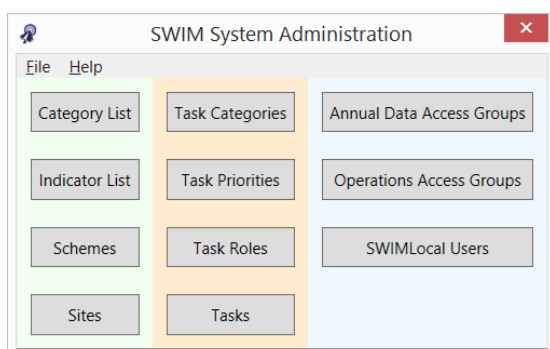 SWIM System Administration
File Help
Category List Task Categories Annual Data Access Groups
Indicator List Task Priorities Operations Access Groups
Schemes Task Roles SWIMLocal Users
Sites Tasks